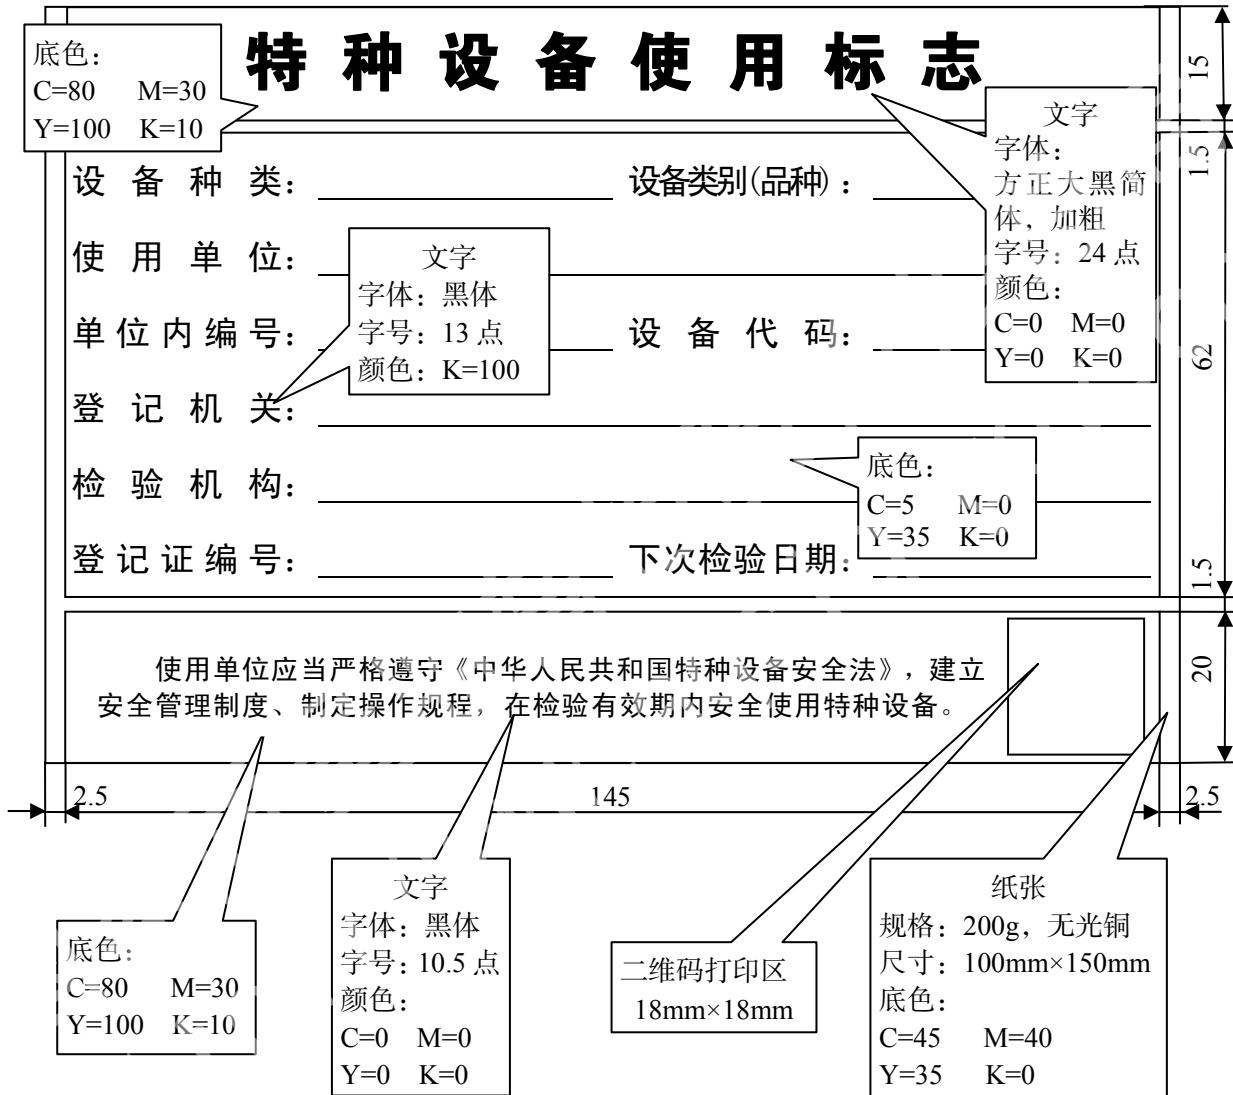 特种设备使用标志
底色：
C=80 M=30
Y=100 K=10
15
1.5
文字
字体：
方正大黑简
体，加粗
字号：24 点
颜色：
C=0 M=0
Y=0 K=0
设备种类：
设备类别(品种)：
使用单位：
文字
字体：黑体
字号：13 点
颜色：K=100
单位内编号：
设备代码：
62
登记机关：
检验机构：
底色：
C=5 M=0
Y=35 K=0
登记证编号：
下次检验日期：
1.5
使用单位应当严格遵守《中华人民共和国特种设备安全法》，建立
安全管理制度、制定操作规程，在检验有效期内安全使用特种设备。
20
2.5
145
2.5
底色：
C=80 M=30
Y=100 K=10
文字
字体：黑体
字号：10.5 点
颜色：
C=0 M=0
Y=0 K=0
二维码打印区
18mm×18mm
纸张
规格：200g，无光铜
尺寸：100mm×150mm
底色：
C=45 M=40
Y=35 K=0